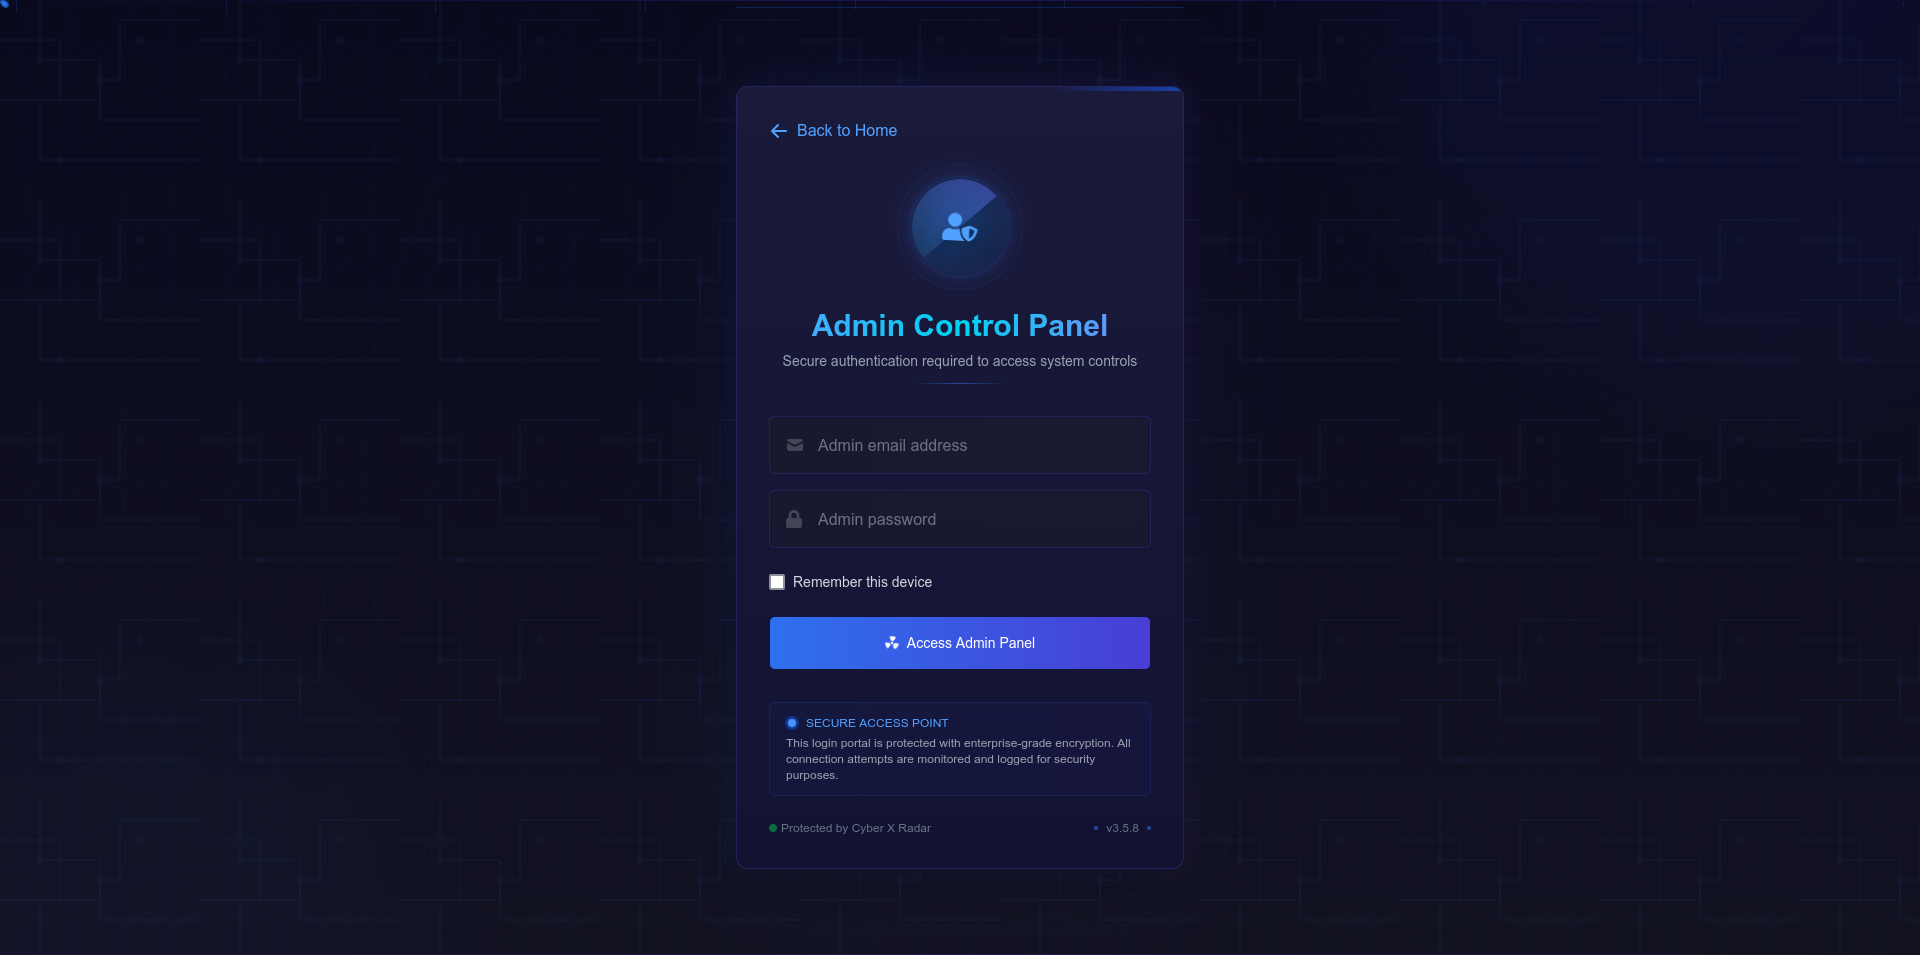 Back to Home
Admin Control Panel
Secure authentication required to access system controls
Admin email address
Admin password
Remember this device
Access Admin Panel
SECURE ACCESS POINT
This login portal is protected with enterprise-grade encryption. All
connection attempts are monitored and logged for security
purposes.
Protected by Cyber X Radar
v3.5.8